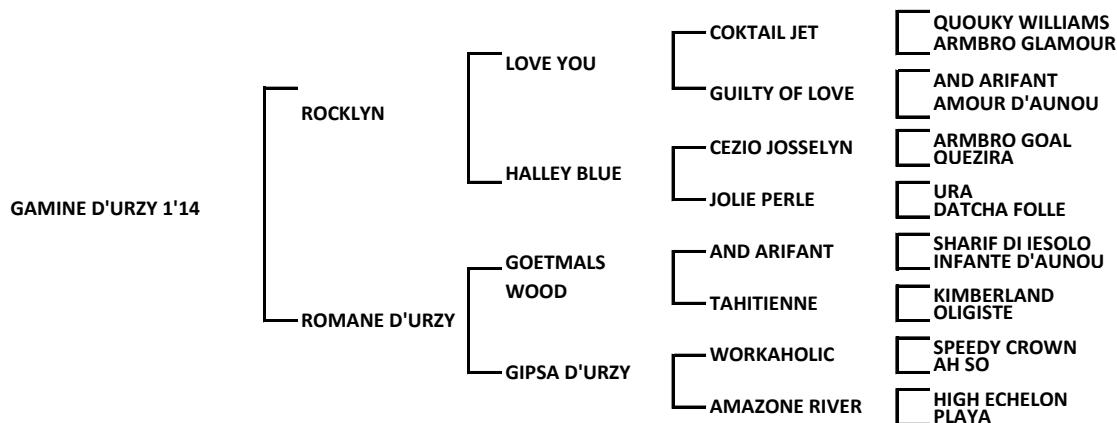 GAMINE D'URZY 1'14
ROCKLYN
ROMANE D'URZY
LOVE YOU
HALLEY BLUE
GOETMALS
WOOD
GIPSA D'URZY
COKTAIL JET
GUILTY OF LOVE
CEZIO JOSSELYN
JOLIE PERLE
AND ARIFANT
TAHITIENNE
WORKAHOLIC
AMAZONE RIVER
QUOUKY WILLIAMS
ARMBRO GLAMOUR
AND ARIFANT
AMOUR D'AUNOU
ARMBRO GOAL
QUEZIRA
URA
DATCHA FOLLE
SHARIF DI IESOLO
INFANTE D'AUNOU
KIMBERLAND
OLIGISTE
SPEEDY CROWN
AH SO
HIGH ECHELON
PLAYA